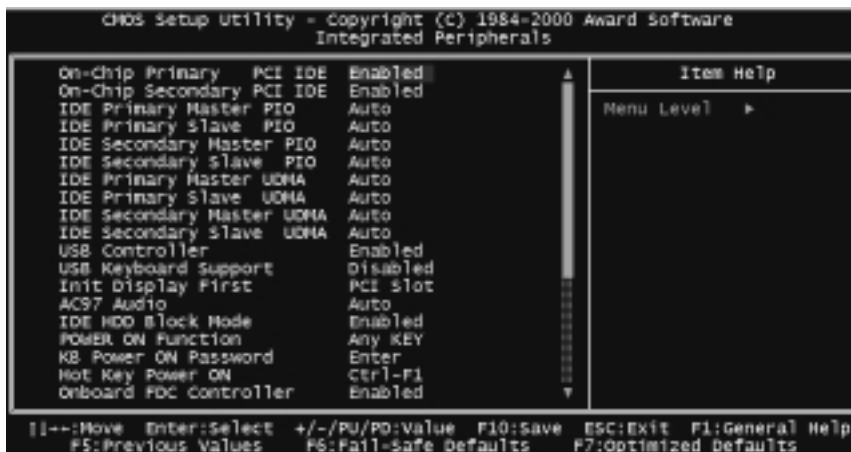 CMOS Setup Utility - Copyright (C) 1984-2000 Award Software
Integrated Peripherals
On-Chip Primary PCI IDE Enabled
Item Help
On-Chip Secondary PCI IDE Enabled
IDE Primary Master PIO Auto
Menu Level ▶
IDE Primary Slave PIO Auto
IDE Secondary Master PIO Auto
IDE Secondary Slave PIO Auto
IDE Primary Master UDMA Auto
IDE Primary Slave UDMA Auto
IDE Secondary Master UDMA Auto
IDE Secondary Slave UDMA Auto
USB Controller Enabled
USB Keyboard Support Disabled
Init Display First PCI Slot
AC97 Audio Auto
IDE HDD Block Mode Enabled
POWER ON Function Any KEY
KB Power ON Password Enter
Hot Key Power ON Ctrl-F1
Onboard FDC Controller Enabled
:Move Enter:Select +/-/PU/PD:Value F10:Save ESC:Exit F1:General Help
F5:Previous Values F6:Fail-Safe Defaults F7:Optimized Defaults